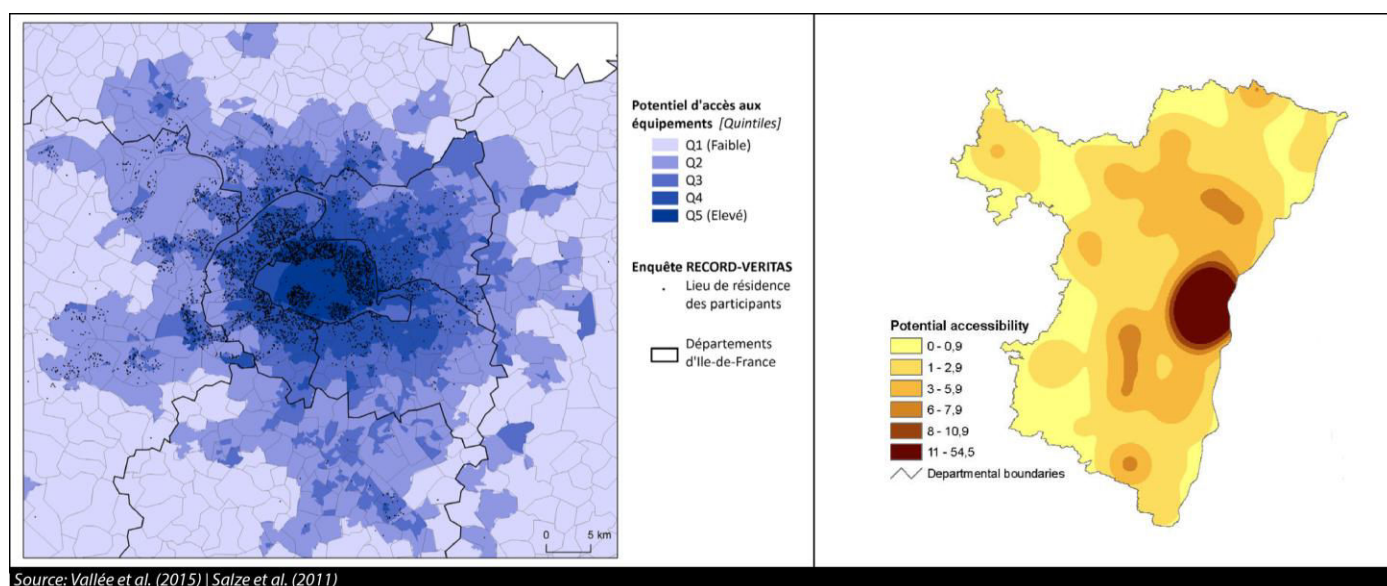 Potentiel d'accès aux
équipements [Quintiles]
Q1 (Faible)
Q2
Q3
Q4
Q5 (Elevé)
Enquête RECORD-VERITAS
Lieu de résidence
des participants
Départements
d'Ile-de-France
0 5 km
Potential accessibility
0 - 0,9
1 - 2,9
3 - 5,9
6 - 7,9
8 - 10,9
11 - 54,5
Departmental boundaries
Source: Vallée et al. (2015) | Salze et al. (2011)